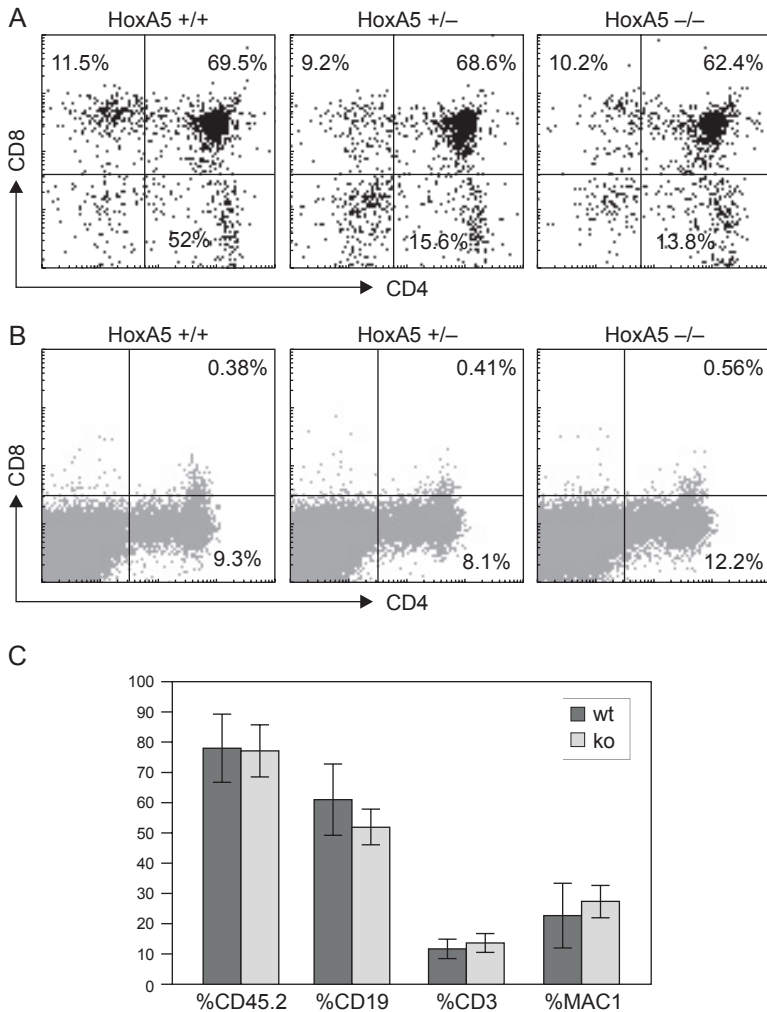 A
HoxA5 +/+ HoxA5 +/– HoxA5 –/–
11.5% 69.5% 9.2% 68.6% 10.2% 62.4%
CD8
52% 15.6% 13.8%
CD4
B
HoxA5 +/+ HoxA5 +/– HoxA5 –/–
0.38% 0.41% 0.56%
CD8
9.3% 8.1% 12.2%
CD4
C
100
90
80
70
60
50
40
30
20
10
0
wt
ko
%CD45.2 %CD19 %CD3 %MAC1